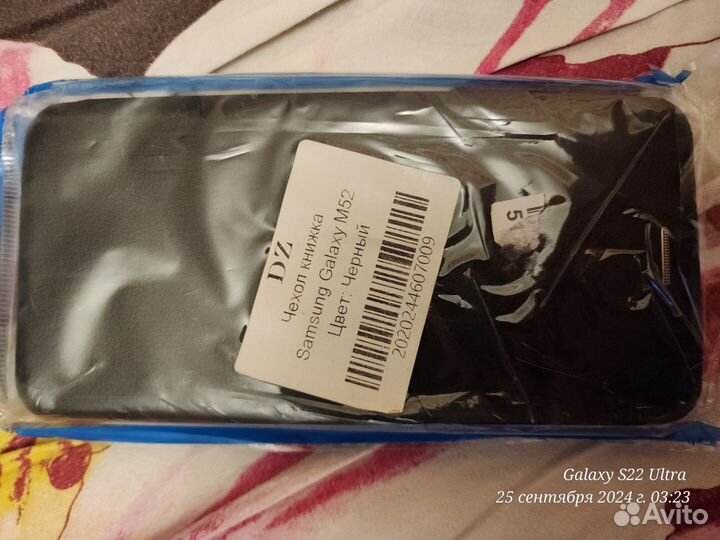 DZ
Чехол книжка
Samsung Galaxy M52
Цвет: Черный
2020244607009
5
Galaxy S22 Ultra
25 сентября 2024 г. 03:23
Avito